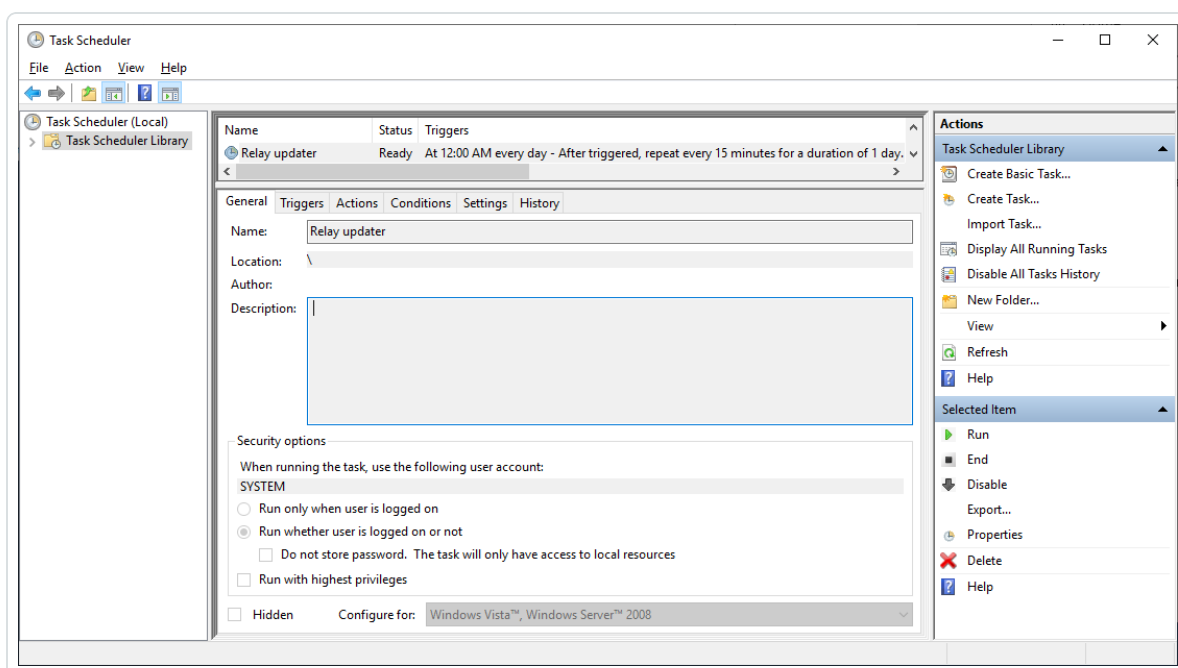 Task Scheduler
File Action View Help
Task Scheduler (Local)
Task Scheduler Library
Name Status Triggers
Relay updater Ready At 12:00 AM every day - After triggered, repeat every 15 minutes for a duration of 1 day.
General Triggers Actions Conditions Settings History
Name: Relay updater
Location: \
Author:
Description:
Security options
When running the task, use the following user account:
SYSTEM
Run only when user is logged on
Run whether user is logged on or not
Do not store password. The task will only have access to local resources
Run with highest privileges
Hidden Configure for: Windows Vista™, Windows Server™ 2008
Actions
Task Scheduler Library
Create Basic Task...
Create Task...
Import Task...
Display All Running Tasks
Disable All Tasks History
New Folder...
View
Refresh
Help
Selected Item
Run
End
Disable
Export...
Properties
Delete
Help